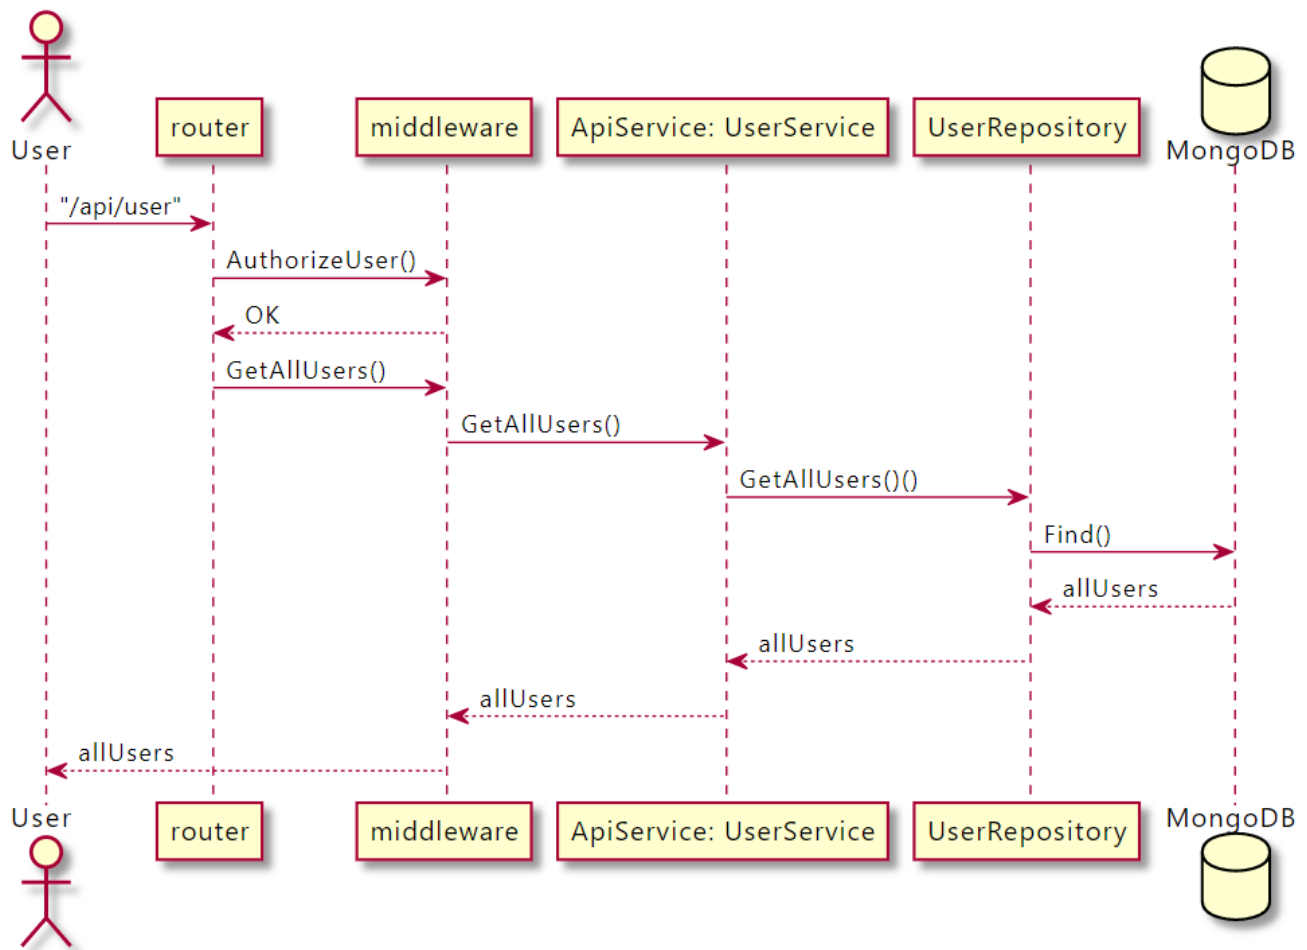 User
router
middleware
ApiService: UserService
UserRepository
MongoDB
"/api/user"
AuthorizeUser()
OK
GetAllUsers()
GetAllUsers()
GetAllUsers()()
Find()
allUsers
allUsers
allUsers
allUsers
User
router
middleware
ApiService: UserService
UserRepository
MongoDB